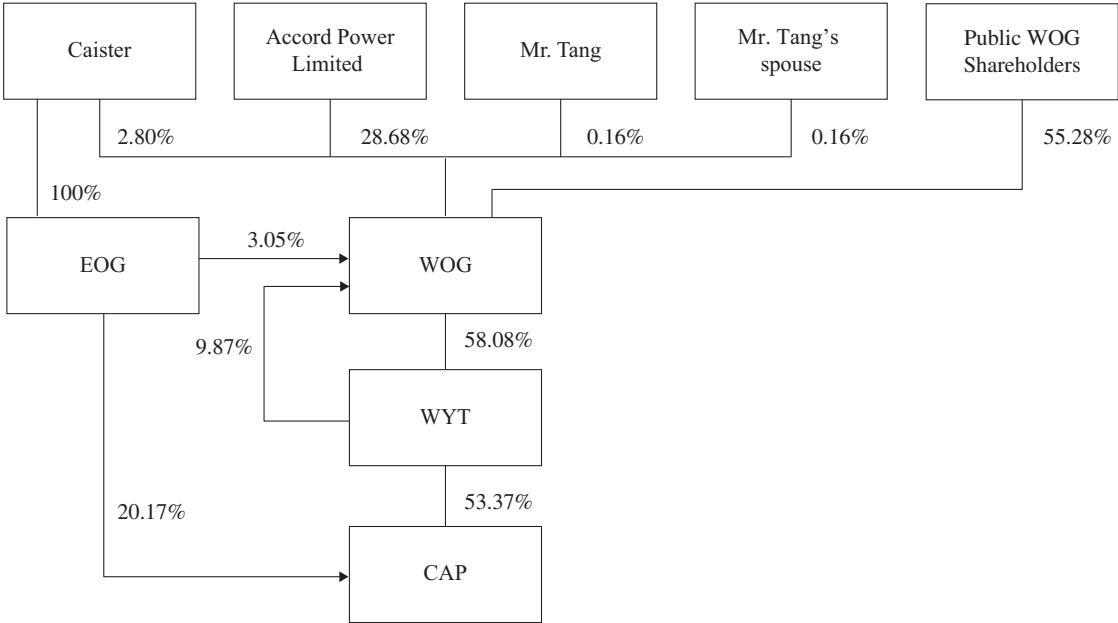 Caister
Accord Power
Limited
Mr. Tang
Mr. Tang’s
spouse
Public WOG
Shareholders
2.80%
28.68%
0.16%
0.16%
55.28%
100%
EOG
3.05%
WOG
9.87%
58.08%
WYT
20.17%
53.37%
CAP